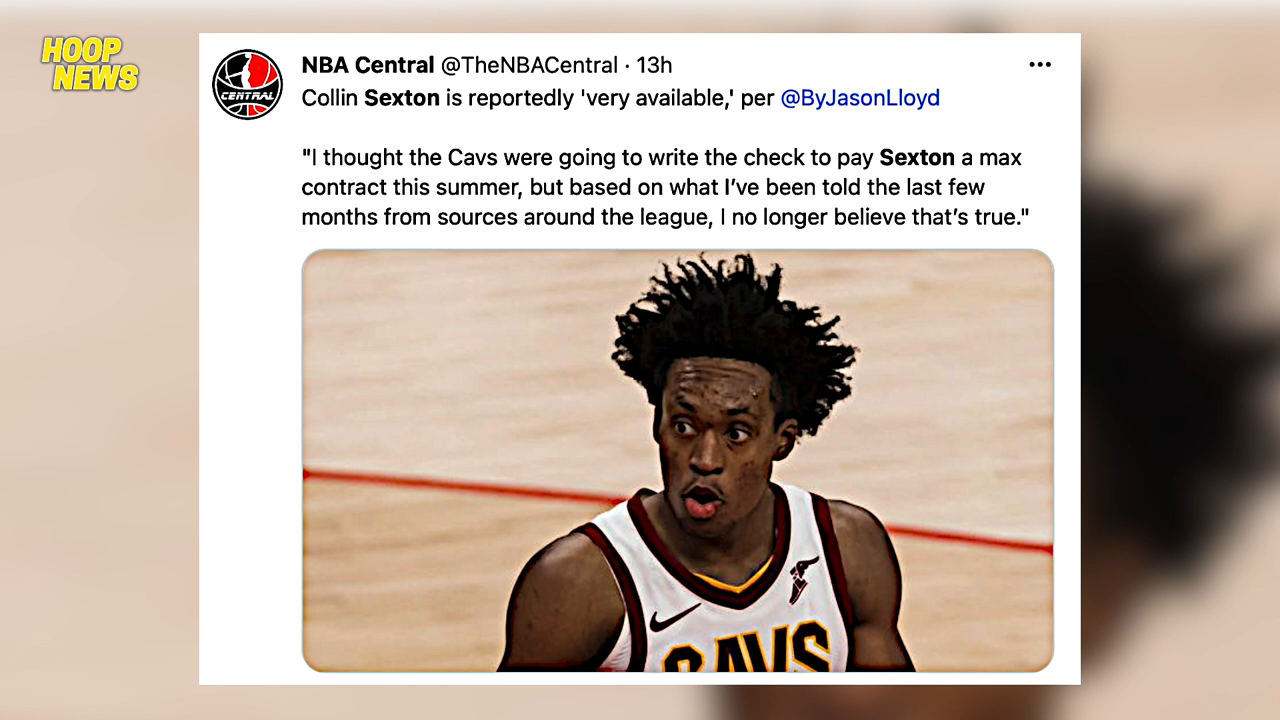 HOOP
NEWS
NBA Central @TheNBACentral · 13h
CENTRAL
Collin Sexton is reportedly 'very available,' per @ByJasonLloyd
"I thought the Cavs were going to write the check to pay Sexton a max
contract this summer, but based on what I’ve been told the last few
months from sources around the league, I no longer believe that’s true."
CAVS